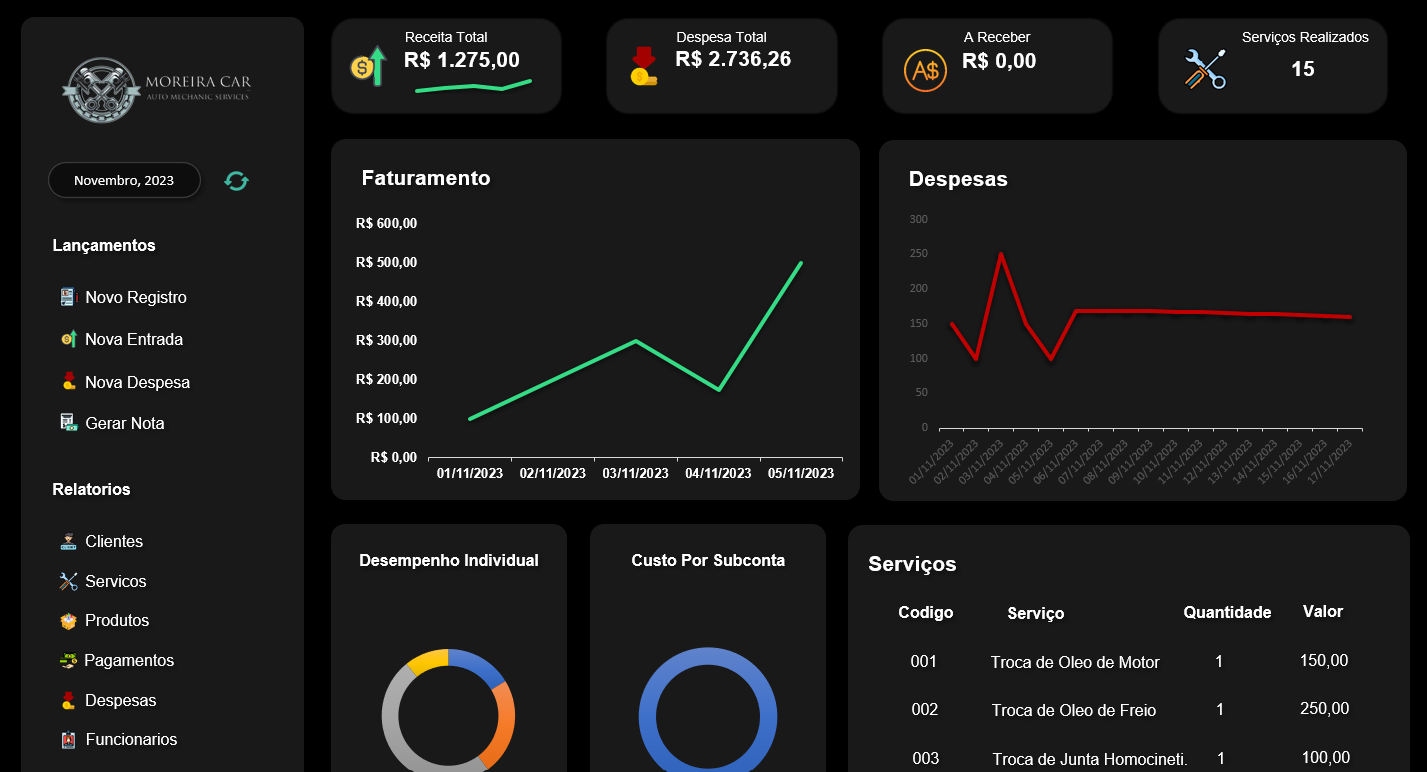 MOREIRA CAR
AUTO MECHANIC SERVICES
Novembro, 2023
Lançamentos
Novo Registro
Nova Entrada
Nova Despesa
Gerar Nota
Relatorios
Clientes
Servicos
Produtos
Pagamentos
Despesas
Funcionarios
Receita Total
R$ 1.275,00
Despesa Total
R$ 2.736,26
A$
A Receber
R$ 0,00
Serviços Realizados
15
Faturamento
R$ 600,00
R$ 500,00
R$ 400,00
R$ 300,00
R$ 200,00
R$ 100,00
R$ 0,00
01/11/2023 02/11/2023 03/11/2023 04/11/2023 05/11/2023
Despesas
300
250
200
150
100
50
0
01/11/2023 02/11/2023 03/11/2023 04/11/2023 05/11/2023 06/11/2023 07/11/2023 08/11/2023 09/11/2023 10/11/2023 11/11/2023 12/11/2023 13/11/2023 14/11/2023 15/11/2023 16/11/2023 17/11/2023
Desempenho Individual
Custo Por Subconta
Serviços
Codigo Serviço Quantidade Valor
001 Troca de Oleo de Motor 1 150,00
002 Troca de Oleo de Freio 1 250,00
003 Troca de Junta Homocineti. 1 100,00